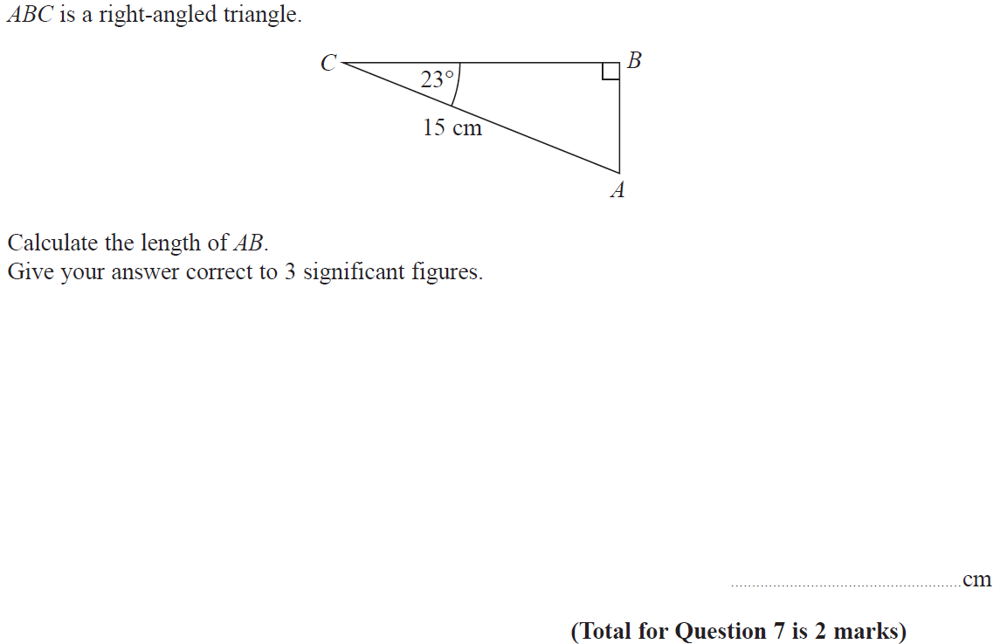 ABC is a right-angled triangle.
C
B
23°
15 cm
A
Calculate the length of AB.
Give your answer correct to 3 significant figures.
........................................................cm
(Total for Question 7 is 2 marks)